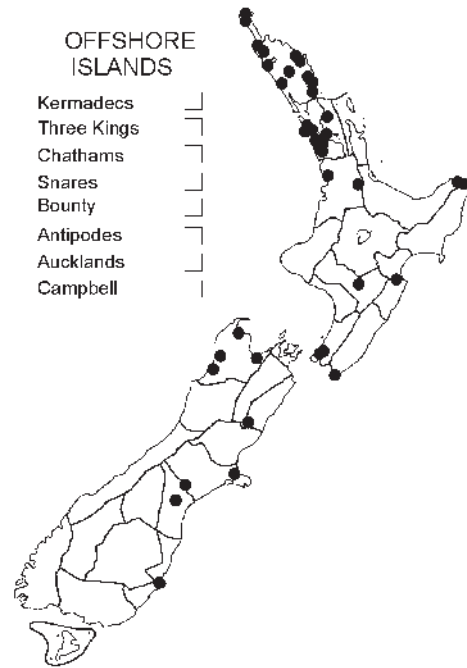 OFFSHORE
ISLANDS
Kermadecs
Three Kings
Chathams
Snares
Bounty
Antipodes
Aucklands
Campbell